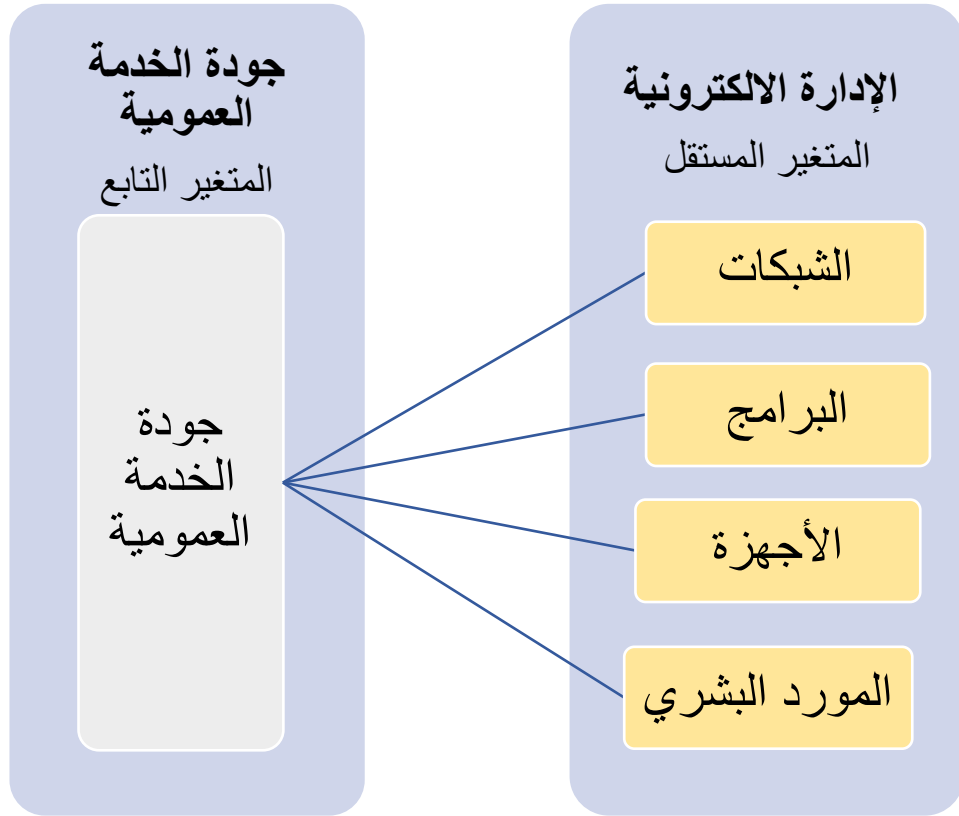 الإدارة الالكترونية
المتغير المستقل
الشبكات
البرامج
الأجهزة
المورد البشري
جودة الخدمة
العمومية
المتغير التابع
جودة
الخدمة
العمومية